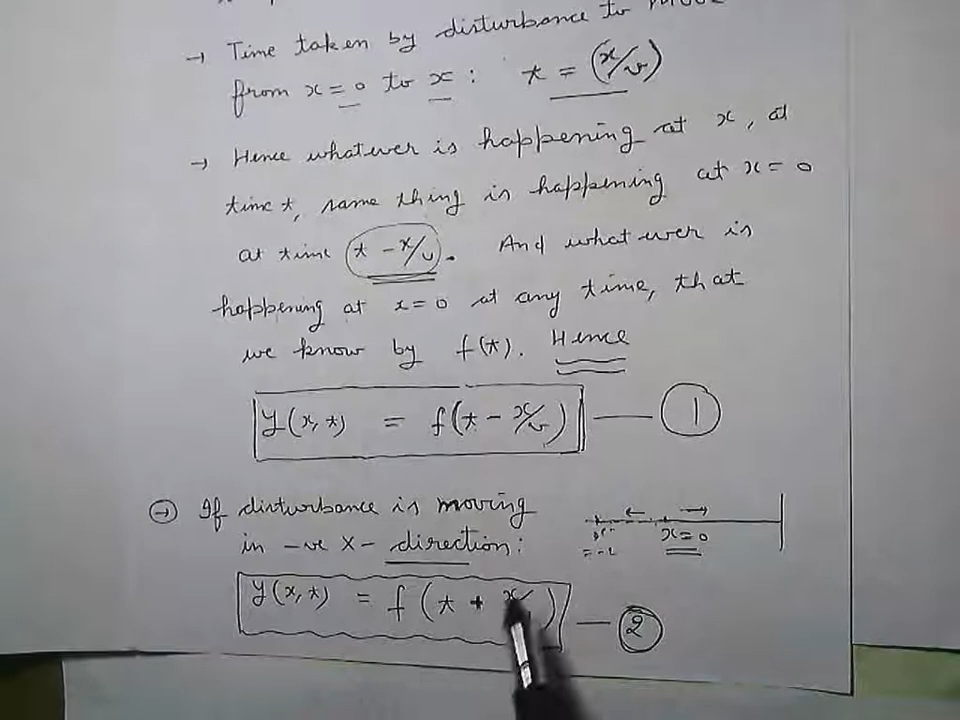 → Time taken by disturbance to
from x = 0 to x : t = (x/v)
→ Hence whatever is happening at x, at
time t, same thing is happening at x = 0
at time (t - x/v). And what ever is
happening at x = 0 at any time, that
we know by f(t). Hence
y(x, t) = f(t - x/v) — 1
→ If disturbance is moving
in -ve X- direction:
x = 0
y(x, t) = f(t + x/ ) — 2